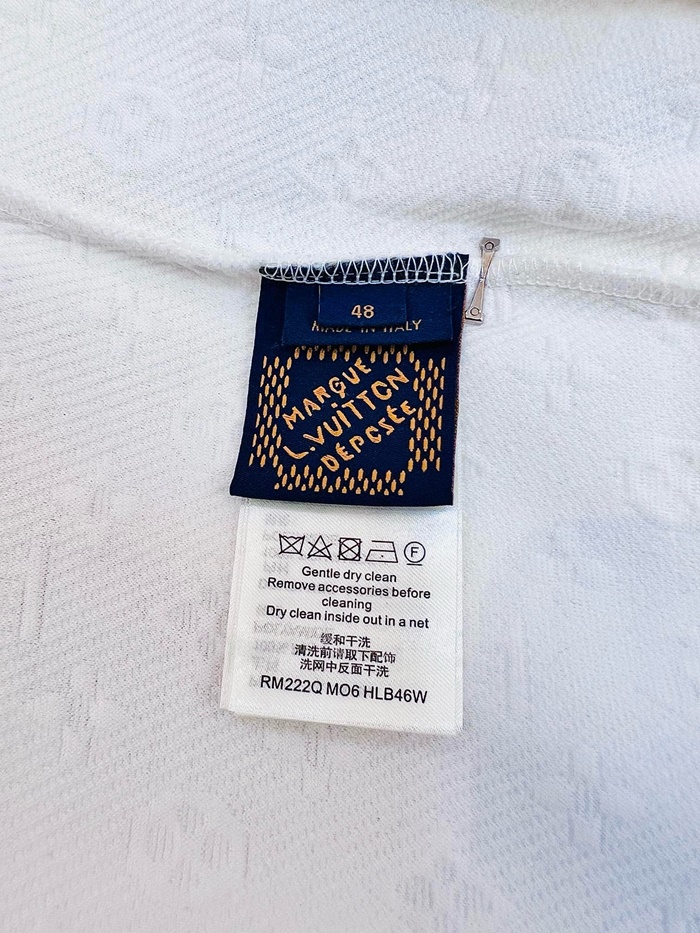 48
MADE IN ITALY
MARQUE
L.VUITTON
DÉPOSÉE
F
Gentle dry clean
Remove accessories before
cleaning
Dry clean inside out in a net
缓和干洗
清洗前请取下配饰
洗网中反面干洗
RM222Q MO6 HLB46W